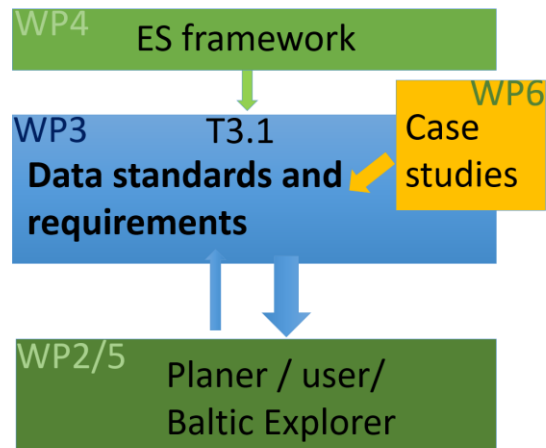 WP4
ES framework
WP3
T3.1
WP6
Case
studies
Data standards and
requirements
WP2/5
Planer / user/
Baltic Explorer